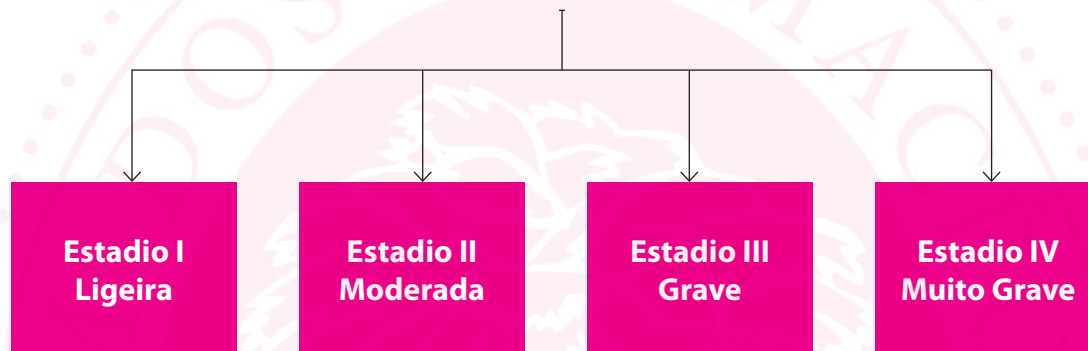 Estadio I
Ligeira
Estadio II
Moderada
Estadio III
Grave
Estadio IV
Muito Grave